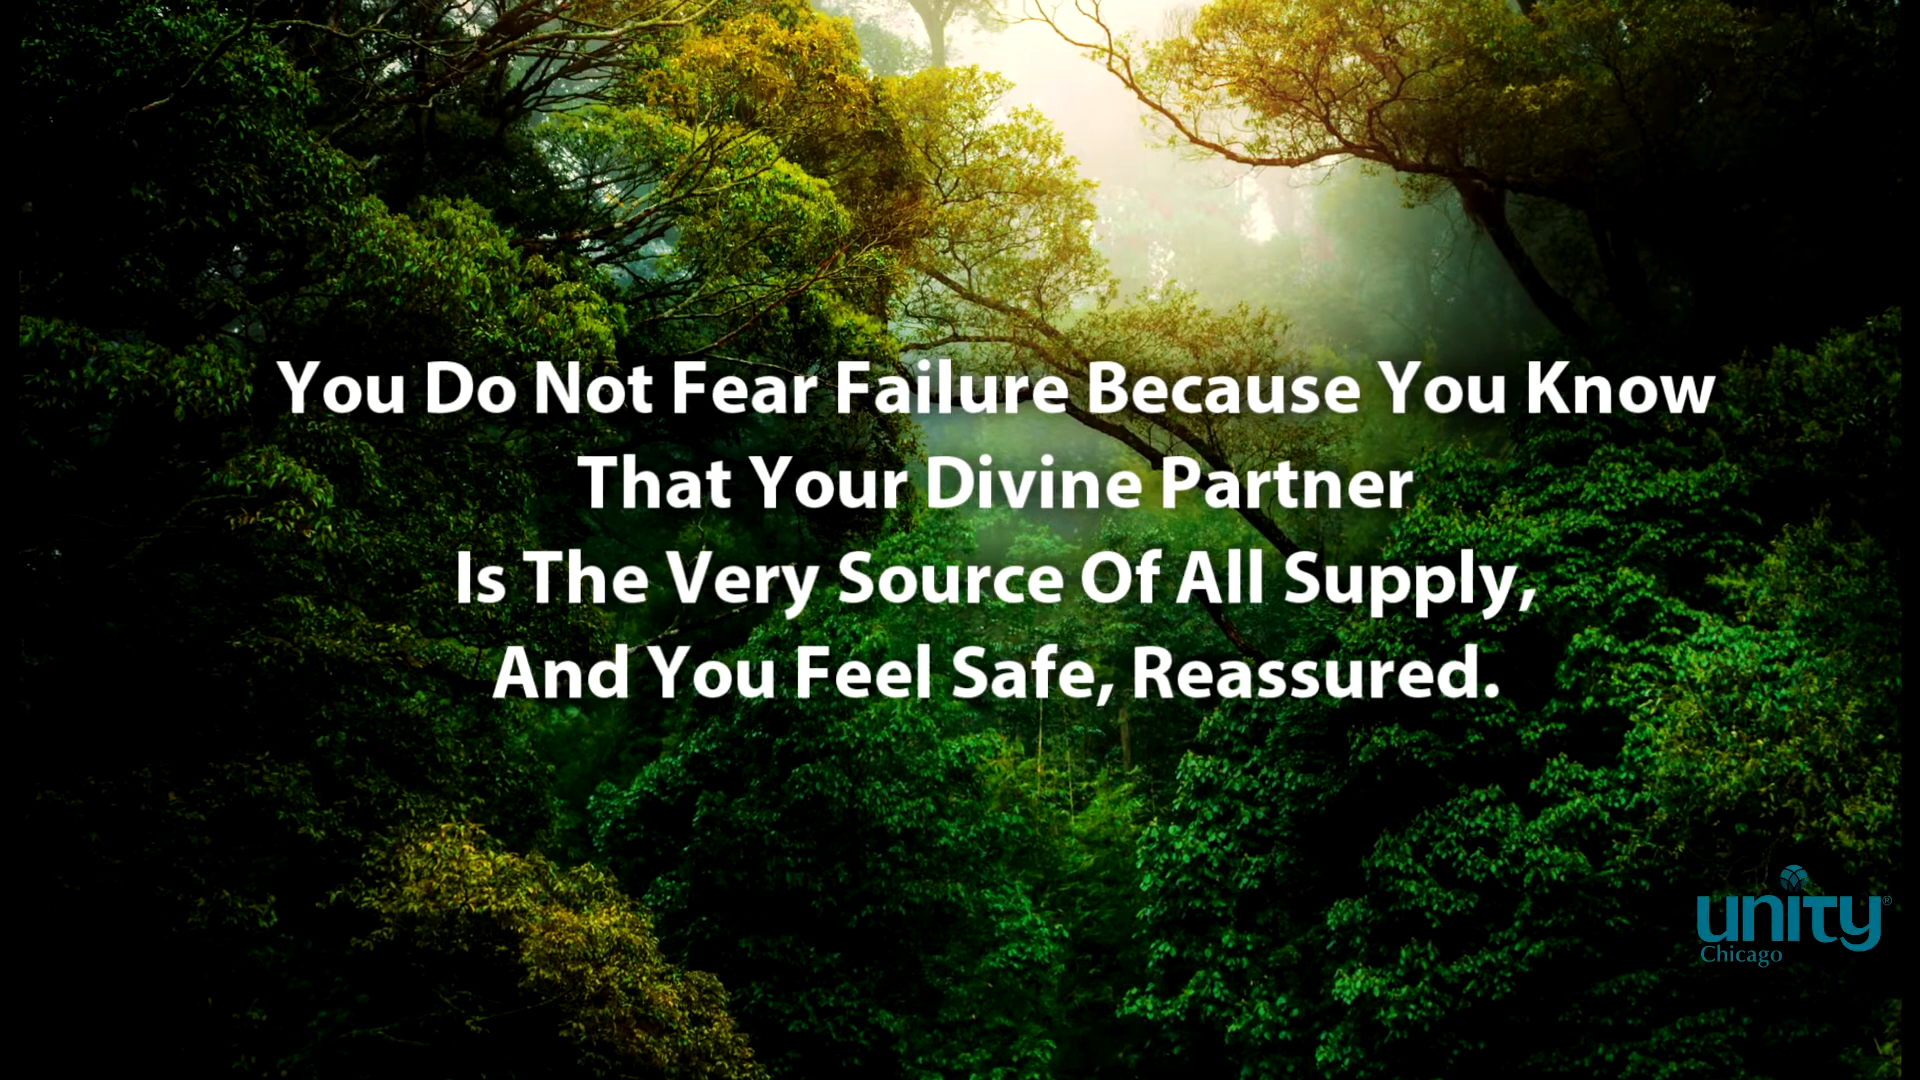 You Do Not Fear Failure Because You Know
That Your Divine Partner
Is The Very Source Of All Supply,
And You Feel Safe, Reassured.
unity®
Chicago